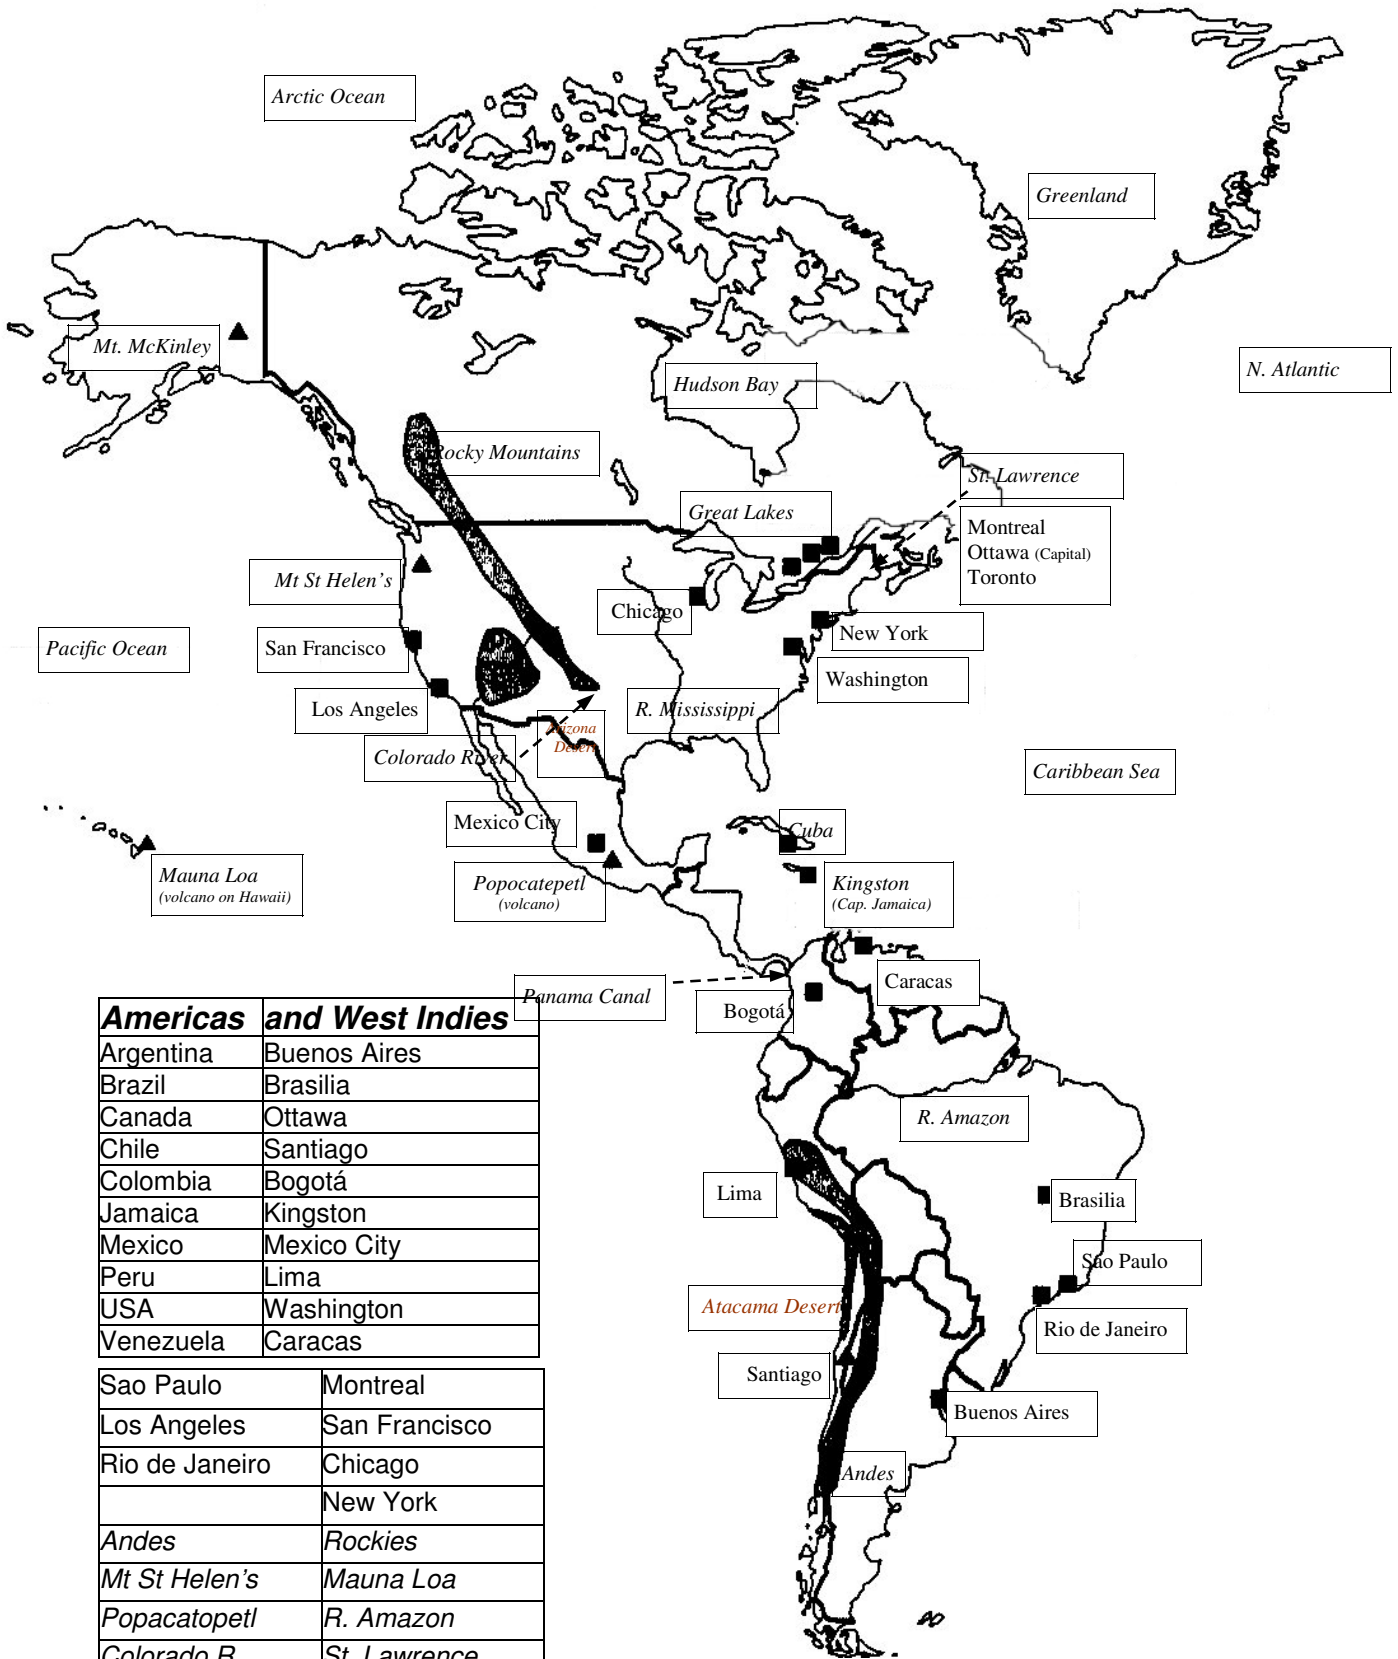 Arctic Ocean
Greenland
Mt. McKinley
N. Atlantic
Hudson Bay
Rocky Mountains
St. Lawrence
Great Lakes
Montreal
Ottawa (Capital)
Toronto
Mt St Helen's
Chicago
New York
Pacific Ocean
San Francisco
Washington
Los Angeles
R. Mississippi
Arizona
Desert
Colorado River
Caribbean Sea
Mexico City
Cuba
Mauna Loa
(volcano on Hawaii)
Popocatepetl
(volcano)
Kingston
(Cap. Jamaica)
Caracas
Panama Canal
Bogotá
R. Amazon
Lima
Brasilia
Sao Paulo
Atacama Desert
Rio de Janeiro
Santiago
Buenos Aires
Andes
Americas and West Indies
Argentina Buenos Aires
Brazil Brasilia
Canada Ottawa
Chile Santiago
Colombia Bogotá
Jamaica Kingston
Mexico Mexico City
Peru Lima
USA Washington
Venezuela Caracas
Sao Paulo Montreal
Los Angeles San Francisco
Rio de Janeiro Chicago
New York
Andes Rockies
Mt St Helen's Mauna Loa
Popacatopetl R. Amazon
Colorado R St. Lawrence